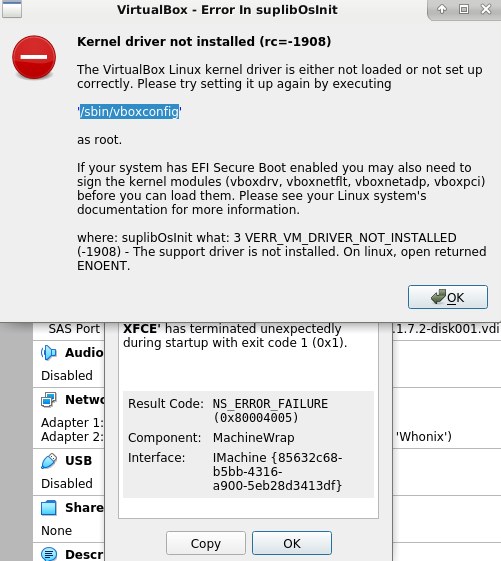 VirtualBox - Error In suplibOsInit
Kernel driver not installed (rc=-1908)
The VirtualBox Linux kernel driver is either not loaded or not set up
correctly. Please try setting it up again by executing
'/sbin/vboxconfig'
as root.
If your system has EFI Secure Boot enabled you may also need to
sign the kernel modules (vboxdrv, vboxnetflt, vboxnetadp, vboxpci)
before you can load them. Please see your Linux system's
documentation for more information.
where: suplibOsInit what: 3 VERR_VM_DRIVER_NOT_INSTALLED
(-1908) - The support driver is not installed. On linux, open returned
ENOENT.
OK
SAS Port
XFCE' has terminated unexpectedly
.1.7.2-disk001.vdi
during startup with exit code 1 (0x1).
Audio
Disabled
Netwo
Adapter 1:
Adapter 2:
'Whonix')
USB
Disabled
Share
None
Descr
Result Code: NS_ERROR_FAILURE
(0x80004005)
Component: MachineWrap
Interface: IMachine {85632c68-
b5bb-4316-
a900-5eb28d3413df}
Copy
OK